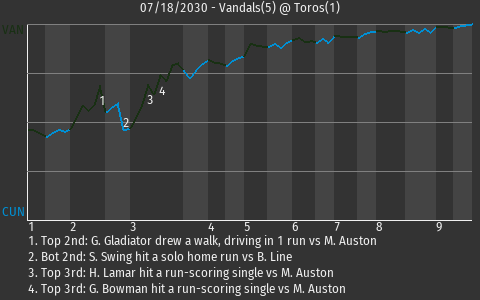 07/18/2030 - Vandals(5) @ Toros(1)
VAN
1
3
4
2
CUN
1 2 3 4 5 6 7 8 9
1. Top 2nd: G. Gladiator drew a walk, driving in 1 run vs M. Auston
2. Bot 2nd: S. Swing hit a solo home run vs B. Line
3. Top 3rd: H. Lamar hit a run-scoring single vs M. Auston
4. Top 3rd: G. Bowman hit a run-scoring single vs M. Auston